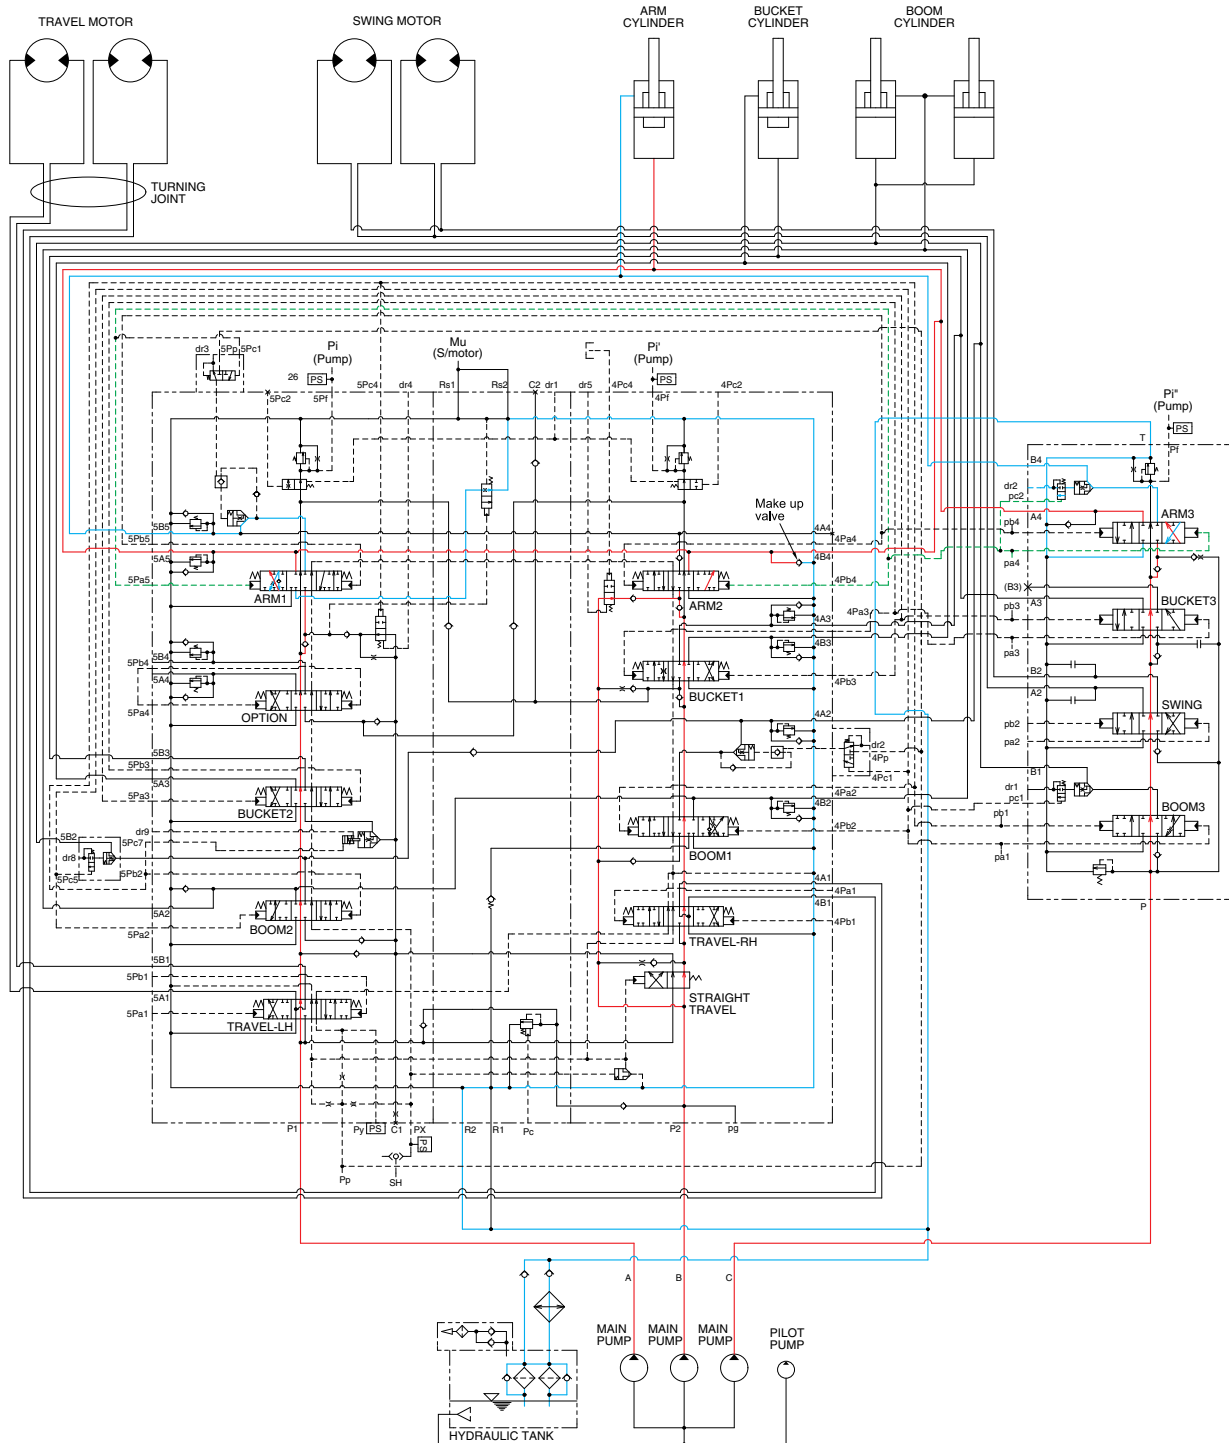 TRAVEL MOTOR
SWING MOTOR
ARM
CYLINDER
BUCKET
CYLINDER
BOOM
CYLINDER
TURNING
JOINT
dr3
5Pp
5Pc1
Pi
(Pump)
26
PS
5Pc2
5Pf
5Pc4
dr4
Mu
(S/motor)
Rs1
Rs2
C2
dr1
dr5
4Pc4
Pi'
(Pump)
PS
4Pf
4Pc2
Pi"
(Pump)
PS
T
Pf
B4
dr2
pc2
A4
pb4
ARM3
pa4
(B3)
A3
pb3
BUCKET3
pa3
B2
A2
pb2
SWING
pa2
B1
dr1
pc1
pb1
BOOM3
pa1
P
Make up
valve
5B5
5Pb5
5A5
5Pa5
ARM1
4A4
4Pa4
4B4
4Pb4
ARM2
4Pa3
4A3
4B3
4Pb3
BUCKET1
5B4
5Pb4
5A4
5Pa4
OPTION
4A2
dr2
4Pp
4Pc1
4Pa2
4B2
4Pb2
BOOM1
5B3
5Pb3
5A3
5Pa3
BUCKET2
dr9
5B2
5Pc7
dr8
5Pc5
5Pb2
5A2
5Pa2
BOOM2
4A1
4Pa1
4B1
4Pb1
TRAVEL-RH
5B1
5Pb1
5A1
5Pa1
TRAVEL-LH
STRAIGHT
TRAVEL
P1
Py
PS
C1
PX
PS
R2
R1
Pc
P2
pg
Pp
SH
A
B
C
MAIN
PUMP
MAIN
PUMP
MAIN
PUMP
PILOT
PUMP
HYDRAULIC TANK